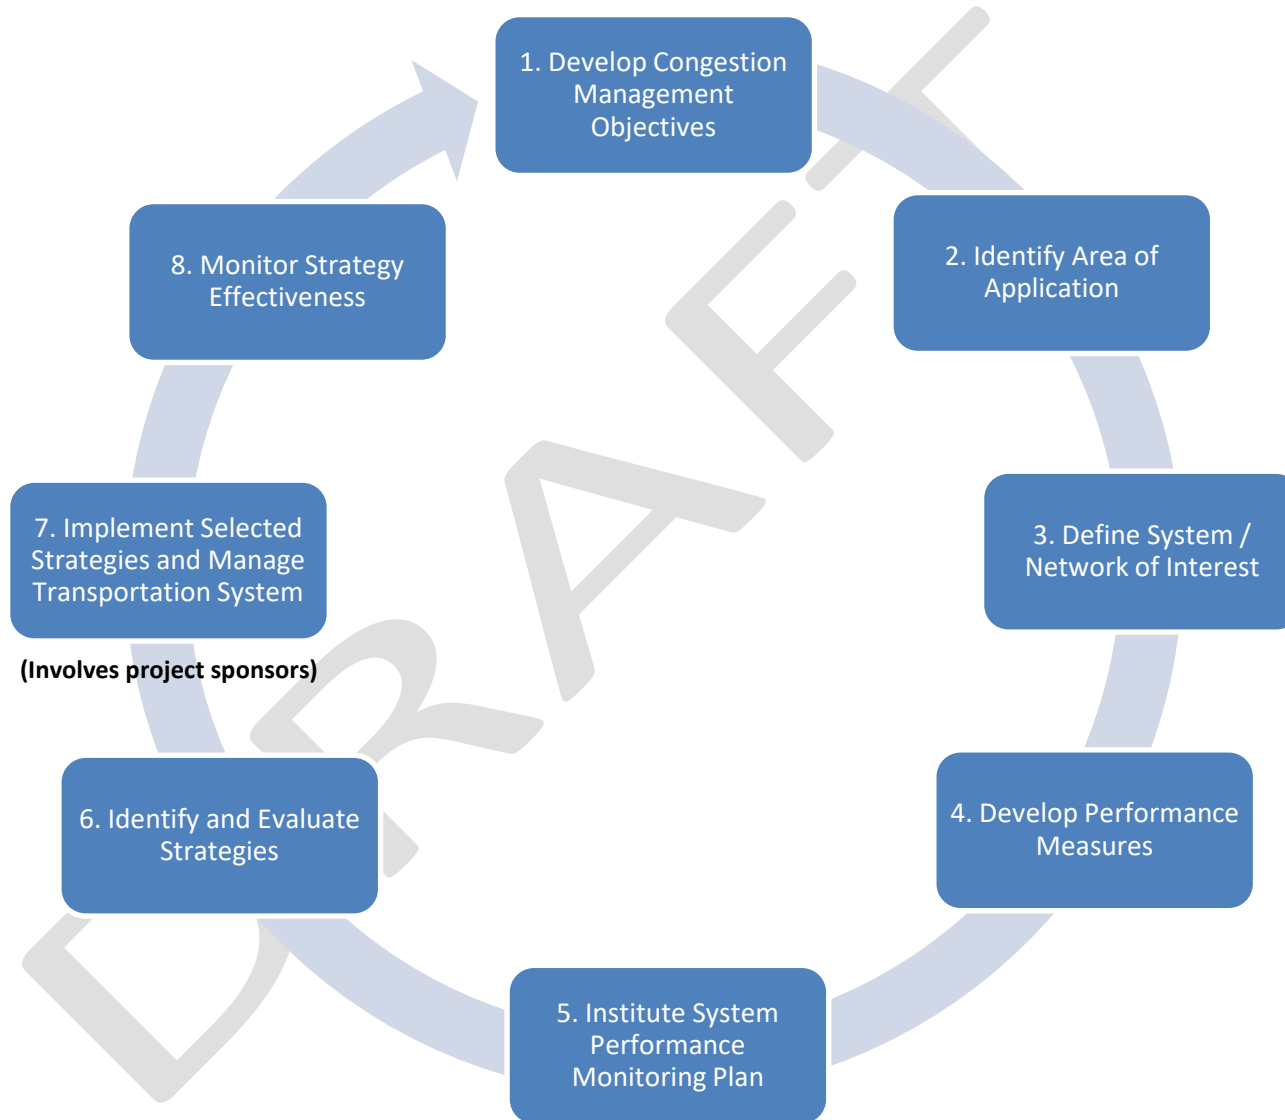 1. Develop Congestion
Management
Objectives
2. Identify Area of
Application
3. Define System /
Network of Interest
4. Develop Performance
Measures
5. Institute System
Performance
Monitoring Plan
6. Identify and Evaluate
Strategies
7. Implement Selected
Strategies and Manage
Transportation System
(Involves project sponsors)
8. Monitor Strategy
Effectiveness
DRAFT